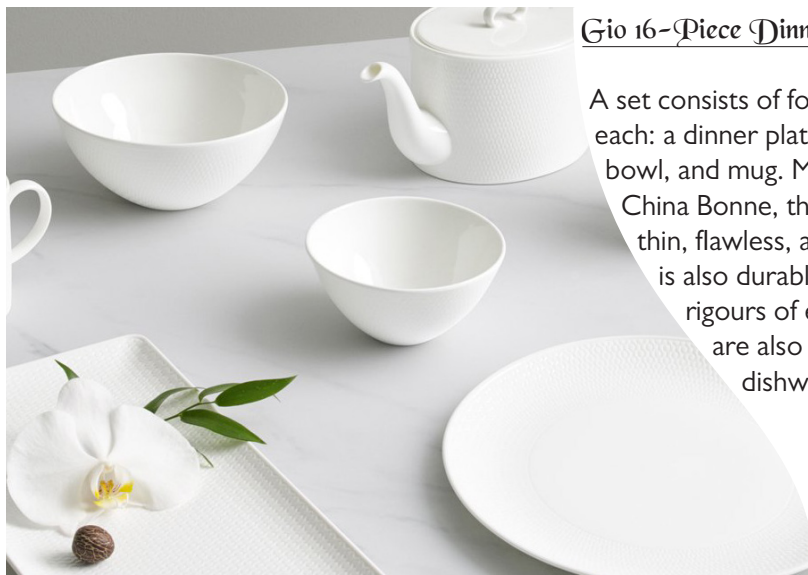 Gio 16-Piece Dinn
A set consists of fo
each: a dinner plat
bowl, and mug. M
China Bonne, th
thin, flawless, a
is also durabl
rigours of e
are also
dishw